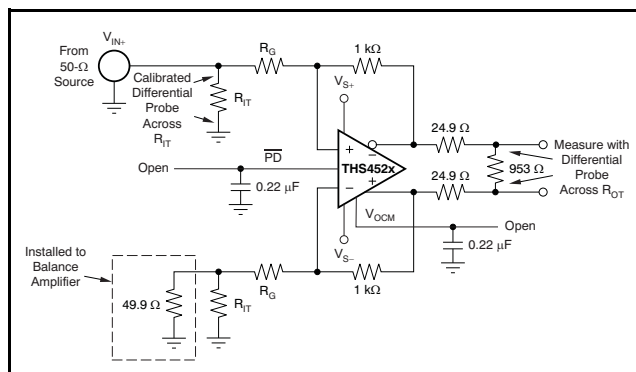 V_IN+
From
50-Ω
Source
R_G
1 kΩ
Calibrated
Differential
Probe
Across
R_IT
R_IT
V_S+
24.9 Ω
Measure with
Differential
Probe
Across R_OT
953 Ω
Open
PD
+
−
THS452x
−
+
24.9 Ω
0.22 μF
V_OCM
Open
Installed to
Balance
Amplifier
V_S−
0.22 μF
49.9 Ω
R_IT
R_G
1 kΩ